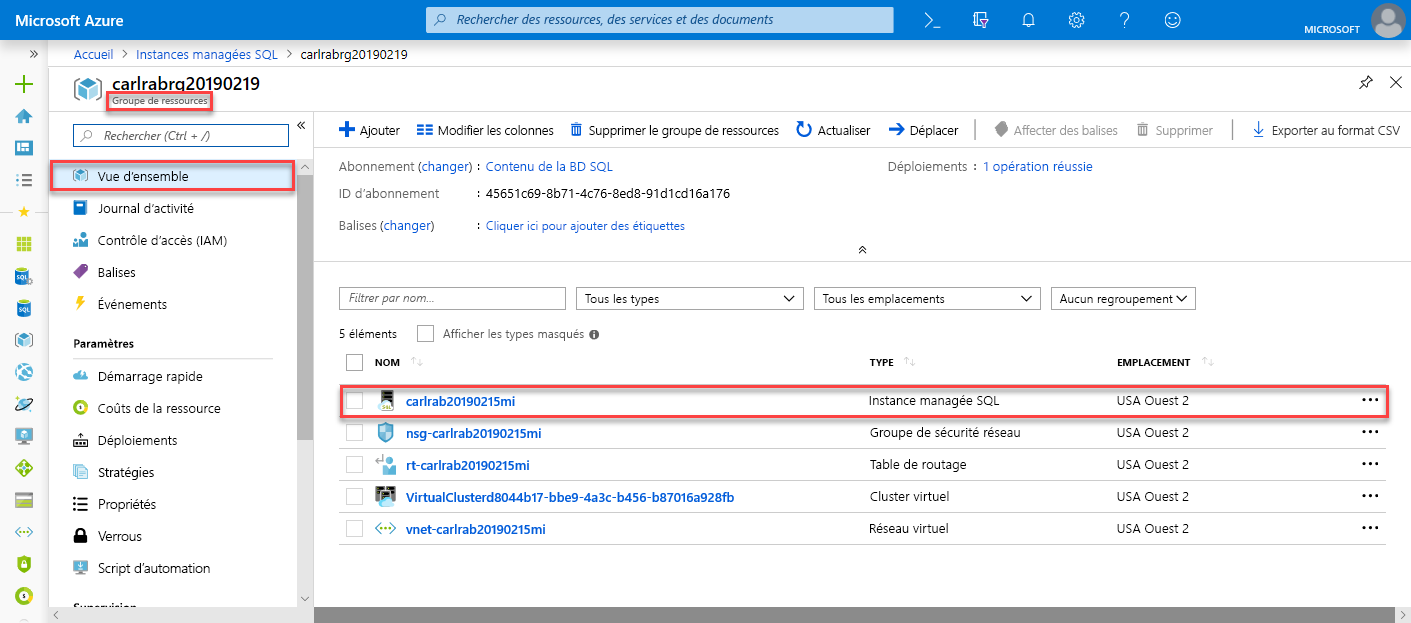 Microsoft Azure
Rechercher des ressources, des services et des documents
MICROSOFT
Accueil > Instances managées SQL > carlrabrg20190219
carlrabrg20190219
Groupe de ressources
Rechercher (Ctrl + /)
Vue d'ensemble
Journal d'activité
Contrôle d'accès (IAM)
Balises
Événements
Paramètres
Démarrage rapide
Coûts de la ressource
Déploiements
Stratégies
Propriétés
Verrous
Script d'automation
Supervision
Ajouter Modifier les colonnes Supprimer le groupe de ressources Actualiser Déplacer Affecter des balises Supprimer Exporter au format CSV
Abonnement (changer) : Contenu de la BD SQL Déploiements : 1 opération réussie
ID d'abonnement : 45651c69-8b71-4c76-8ed8-91d1cd16a176
Balises (changer) : Cliquer ici pour ajouter des étiquettes
Filtrer par nom... Tous les types Tous les emplacements Aucun regroupement
5 éléments Afficher les types masqués
NOM TYPE EMPLACEMENT
carlrab20190215mi Instance managée SQL USA Ouest 2
nsg-carlrab20190215mi Groupe de sécurité réseau USA Ouest 2
rt-carlrab20190215mi Table de routage USA Ouest 2
VirtualClusterd8044b17-bbe9-4a3c-b456-b87016a928fb Cluster virtuel USA Ouest 2
vnet-carlrab20190215mi Réseau virtuel USA Ouest 2